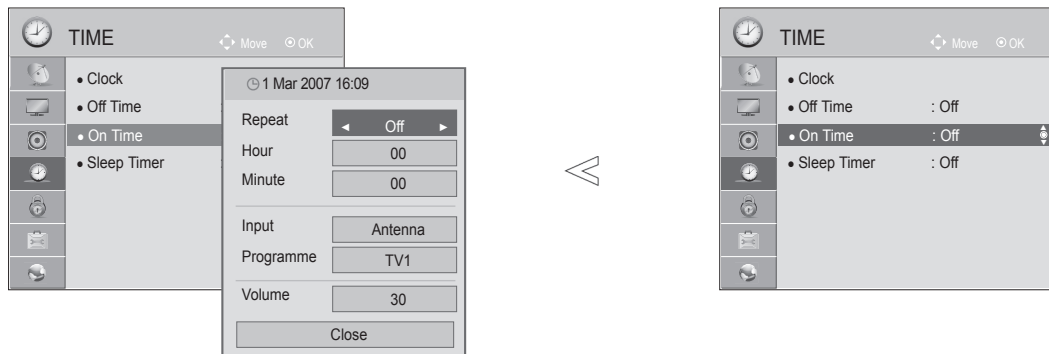 TIME Move OK
• Clock
• Off Time :
• On Time
• Sleep Timer :
1 Mar 2007 16:09
Repeat ◄ Off ►
Hour 00
Minute 00
Input Antenna
Programme TV1
Volume 30
Close
TIME Move OK
• Clock
• Off Time : Off
• On Time : Off
• Sleep Timer : Off